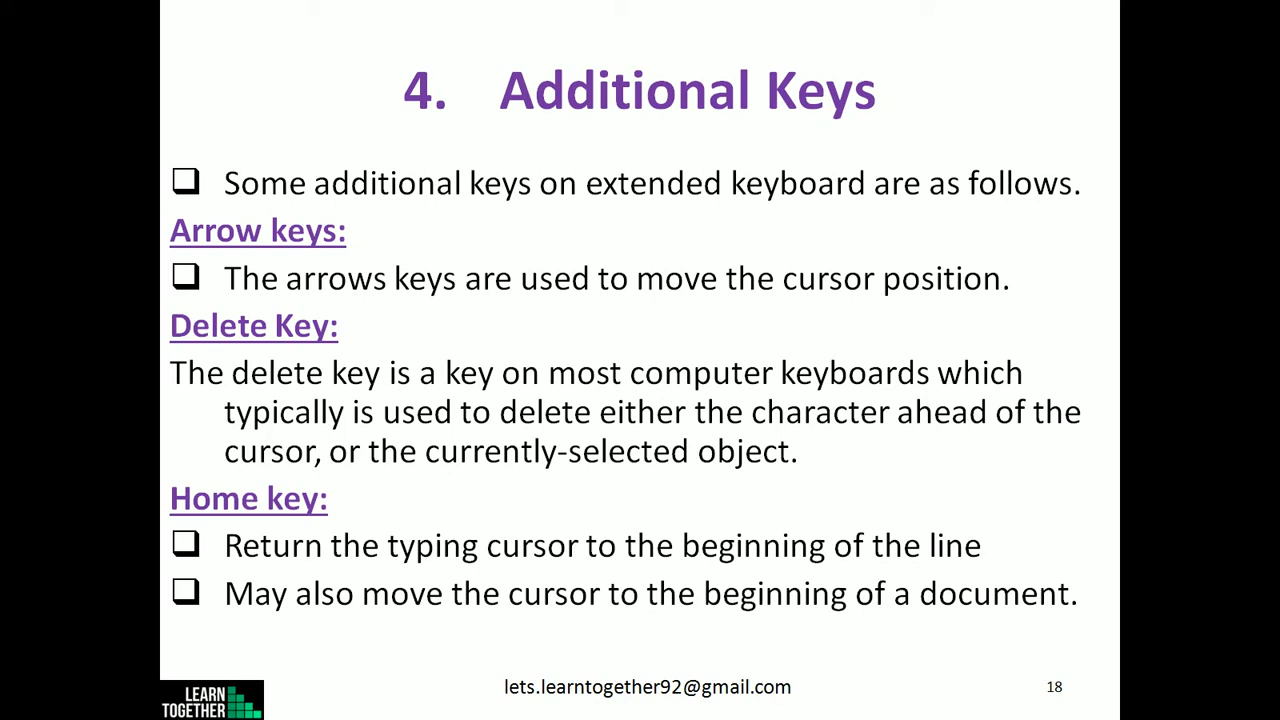 4. Additional Keys
❑ Some additional keys on extended keyboard are as follows.
Arrow keys:
❑ The arrows keys are used to move the cursor position.
Delete Key:
The delete key is a key on most computer keyboards which
typically is used to delete either the character ahead of the
cursor, or the currently-selected object.
Home key:
❑ Return the typing cursor to the beginning of the line
❑ May also move the cursor to the beginning of a document.
LEARN
TOGETHER
lets.learntogether92@gmail.com
18